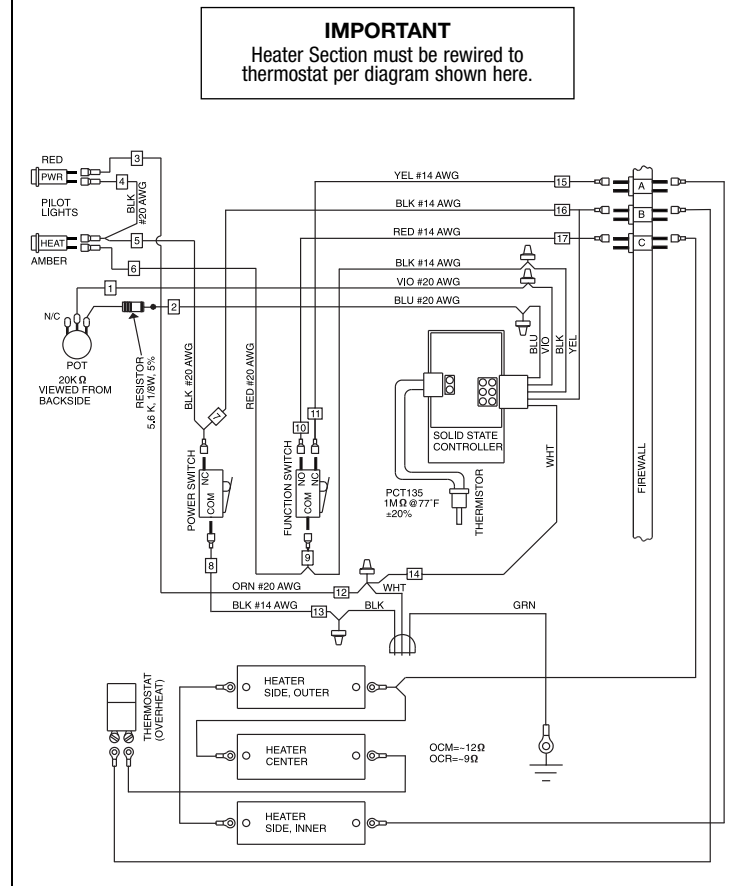 IMPORTANT
Heater Section must be rewired to
thermostat per diagram shown here.
RED
3
PWR
4
PILOT
LIGHTS
BLK
#20 AWG
HEAT
5
AMBER
6
YEL #14 AWG
15
A
BLK #14 AWG
16
B
RED #14 AWG
17
C
BLK #14 AWG
VIO #20 AWG
1
BLU #20 AWG
2
N/C
POT
20KΩ
VIEWED FROM
BACKSIDE
RESISTOR
5.6 K, 1/8W, 5%
BLK #20 AWG
7
RED #20 AWG
10
11
BLU
VIO
BLK
YEL
SOLID STATE
CONTROLLER
WHT
FIREWALL
POWER SWITCH
NC
COM
FUNCTION SWITCH
NO
NC
COM
PCT135
1MΩ@77°F
±20%
THERMISTOR
8
9
14
ORN #20 AWG
12
WHT
BLK #14 AWG
13
BLK
GRN
THERMOSTAT
(OVERHEAT)
HEATER
SIDE, OUTER
HEATER
CENTER
OCM=~12Ω
OCR=~9Ω
HEATER
SIDE, INNER